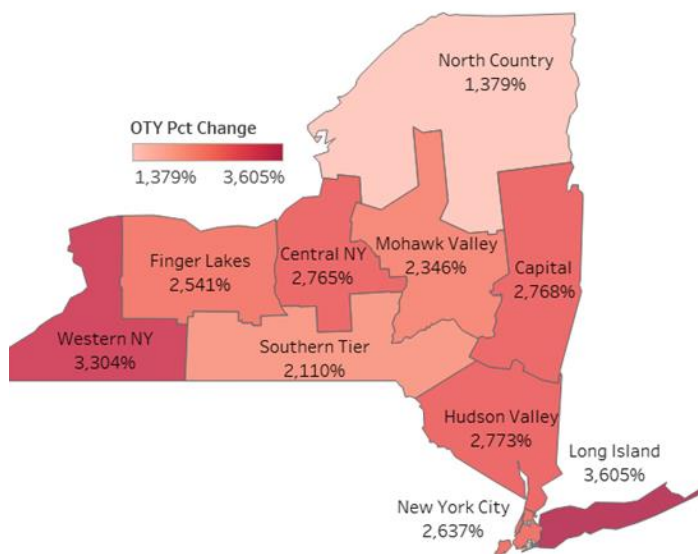 North Country
1,379%
OTY Pct Change
1,379% 3,605%
Finger Lakes
2,541%
Central NY
2,765%
Mohawk Valley
2,346%
Capital
2,768%
Western NY
3,304%
Southern Tier
2,110%
Hudson Valley
2,773%
Long Island
3,605%
New York City
2,637%